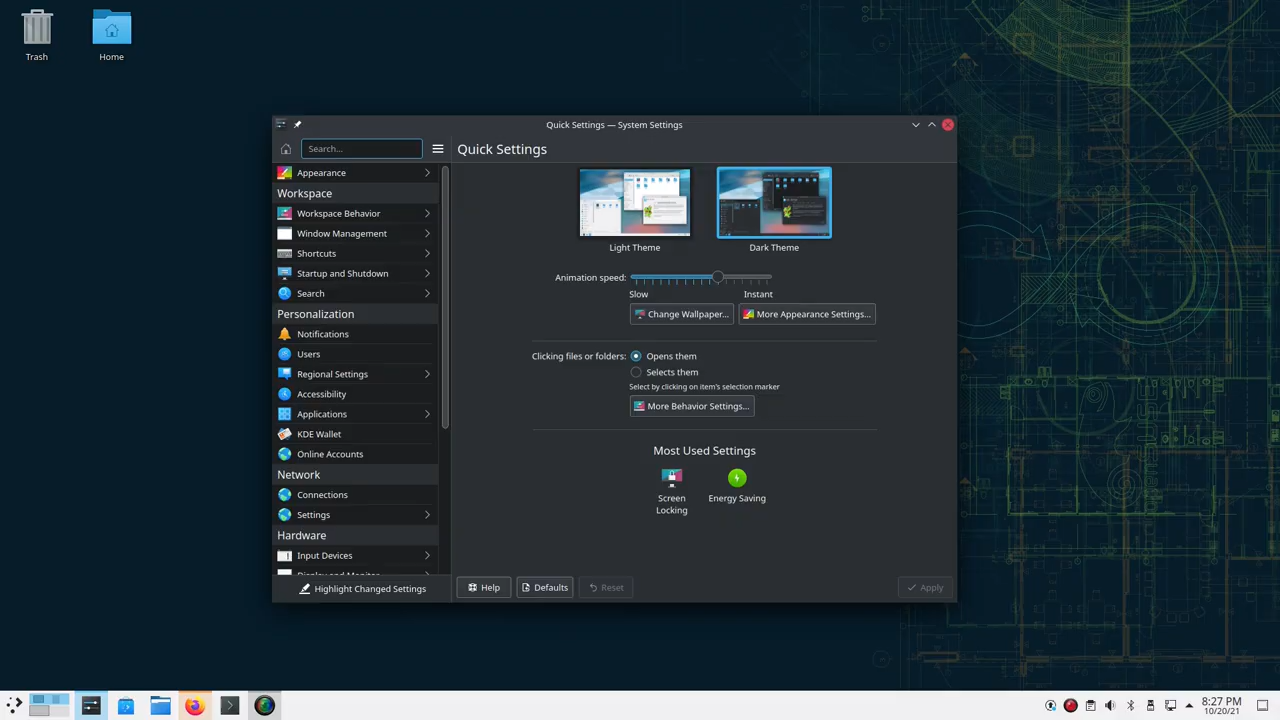 Trash
Home
Quick Settings — System Settings
Search...
Quick Settings
Appearance
Workspace
Workspace Behavior
Window Management
Shortcuts
Startup and Shutdown
Search
Personalization
Notifications
Users
Regional Settings
Accessibility
Applications
KDE Wallet
Online Accounts
Network
Connections
Settings
Hardware
Input Devices
Display and Monitor
Highlight Changed Settings
Light Theme
Dark Theme
Animation speed:
Slow
Instant
Change Wallpaper...
More Appearance Settings...
Clicking files or folders:
Opens them
Selects them
Select by clicking on item's selection marker
More Behavior Settings...
Most Used Settings
Screen
Locking
Energy Saving
Help
Defaults
Reset
Apply
8:27 PM
10/20/21